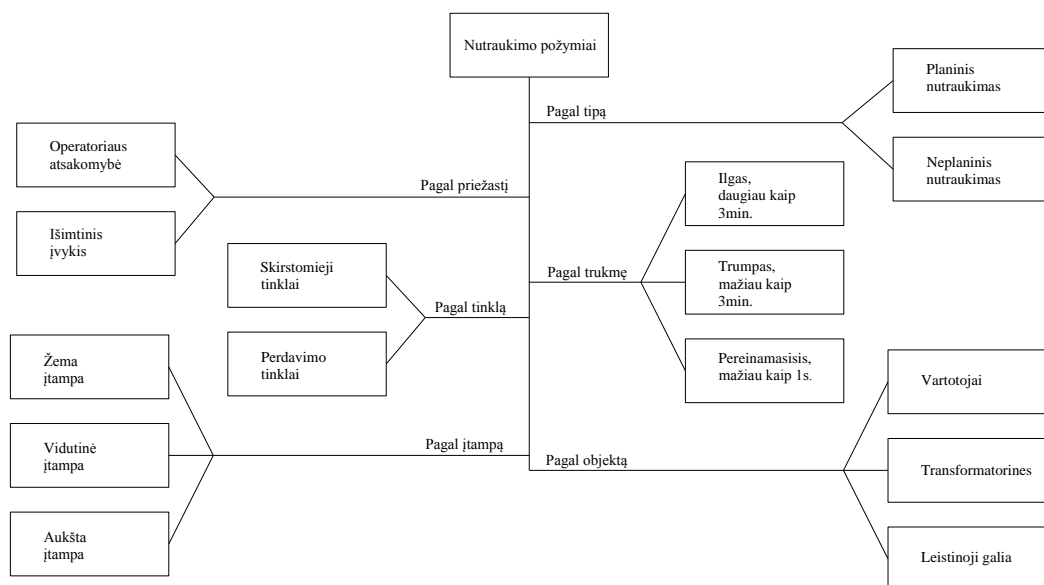 Nutraukimo požymiai
Pagal tipą
Planinis
nutraukimas
Neplaninis
nutraukimas
Operatoriaus
atsakomybė
Išimtinis
įvykis
Pagal priežastį
Pagal trukmę
Ilgas,
daugiau kaip
3min.
Trumpas,
mažiau kaip
3min.
Pereinamasisis,
mažiau kaip 1s.
Skirstomieji
tinklai
Perdavimo
tinklai
Pagal tinklą
Žema
įtampa
Vidutinė
įtampa
Aukšta
įtampa
Pagal įtampą
Pagal objektą
Vartotojai
Transformatorines
Leistinoji galia